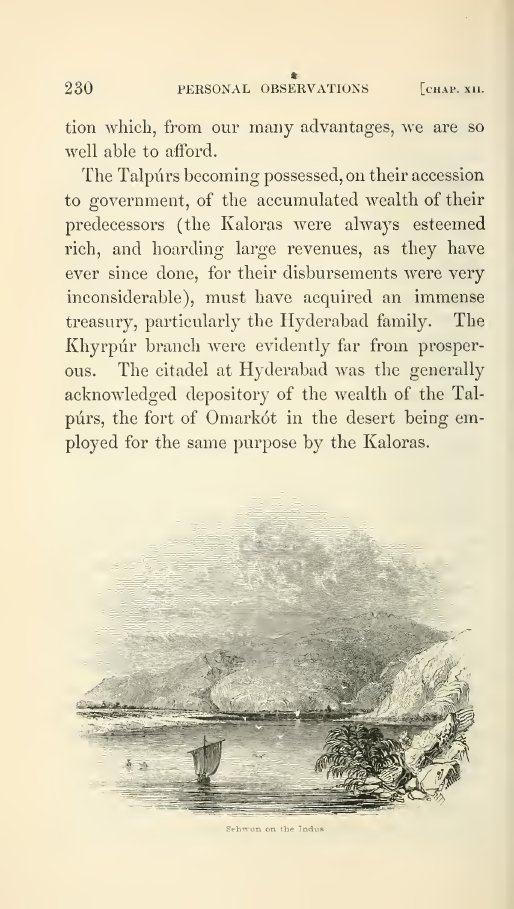 230 PERSONAL OBSERVATIONS [CHAP. XII.
tion which, from our many advantages, we are so
well able to afford.
The Talpúrs becoming possessed, on their accession
to government, of the accumulated wealth of their
predecessors (the Kaloras were always esteemed
rich, and hoarding large revenues, as they have
ever since done, for their disbursements were very
inconsiderable), must have acquired an immense
treasury, particularly the Hyderabad family. The
Khyrpúr branch were evidently far from prosper-
ous. The citadel at Hyderabad was the generally
acknowledged depository of the wealth of the Tal-
púrs, the fort of Omarkót in the desert being em-
ployed for the same purpose by the Kaloras.
Sehwon on the Indus